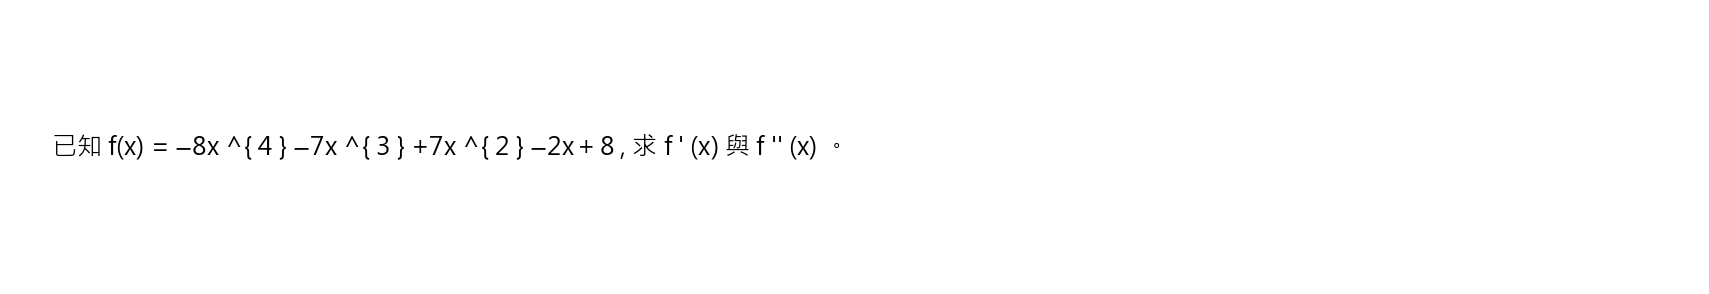 已知 f(x) = −8x ^{ 4 } −7x ^{ 3 } +7x ^{ 2 } −2x + 8 , 求 f ' (x) 與 f '' (x) 。